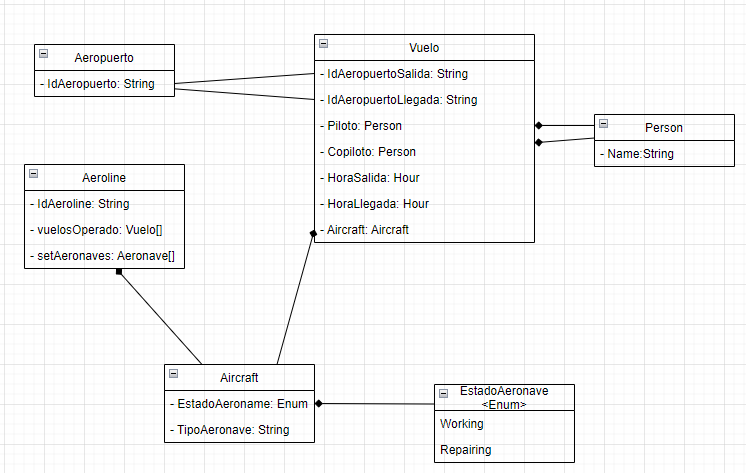 Aeropuerto
- IdAeropuerto: String
Vuelo
- IdAeropuertoSalida: String
- IdAeropuertoLlegada: String
- Piloto: Person
- Copiloto: Person
- HoraSalida: Hour
- HoraLlegada: Hour
- Aircraft: Aircraft
Person
- Name:String
Aeroline
- IdAeroline: String
- vuelosOperado: Vuelo[]
- setAeronaves: Aeronave[]
Aircraft
- EstadoAeroname: Enum
- TipoAeronave: String
EstadoAeronave
<Enum>
Working
Repairing